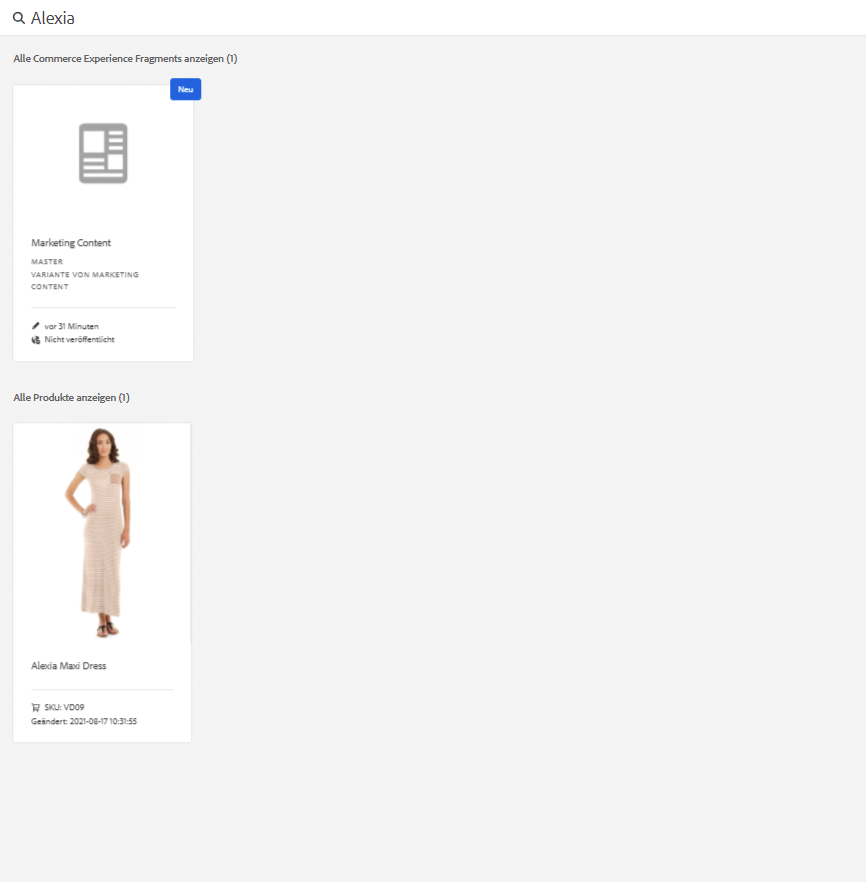 Alexia
Alle Commerce Experience Fragments anzeigen (1)
Neu
Marketing Content
MASTER
VARIANTE VON MARKETING
CONTENT
vor 31 Minuten
Nicht veröffentlicht
Alle Produkte anzeigen (1)
Alexia Maxi Dress
SKU: VD09
Geändert: 2021-08-17 10:31:55